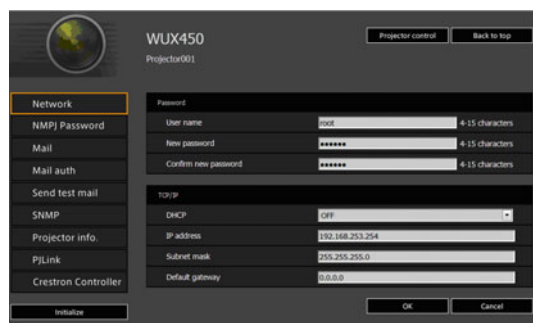 WUX450
Projector control
Back to top
Projector001
Network
NMPJ Password
Mail
Mail auth
Send test mail
SNMP
Projector info.
PJLink
Crestron Controller
Initialize
Password
User name root 4-15 characters
New password ●●●●●● 4-15 characters
Confirm new password ●●●●●● 4-15 characters
TCP/IP
DHCP OFF
IP address 192.168.253.254
Subnet mask 255.255.255.0
Default gateway 0.0.0.0
OK
Cancel